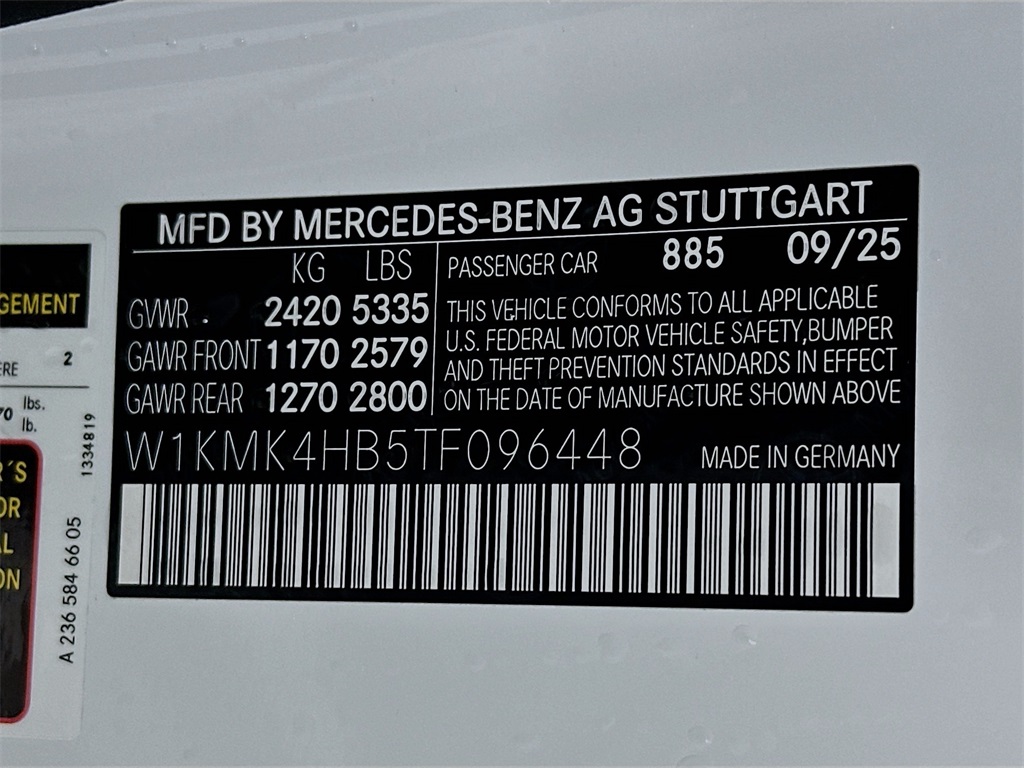 MFD BY MERCEDES-BENZ AG STUTTGART
KG LBS
GVWR 2420 5335
GAWR FRONT 1170 2579
GAWR REAR 1270 2800
PASSENGER CAR 885 09/25
THIS VEHICLE CONFORMS TO ALL APPLICABLE
U.S. FEDERAL MOTOR VEHICLE SAFETY,BUMPER
AND THEFT PREVENTION STANDARDS IN EFFECT
ON THE DATE OF MANUFACTURE SHOWN ABOVE
W1KMK4HB5TF096448 MADE IN GERMANY
2
lbs.
lb.
1334819
A 236 584 66 05